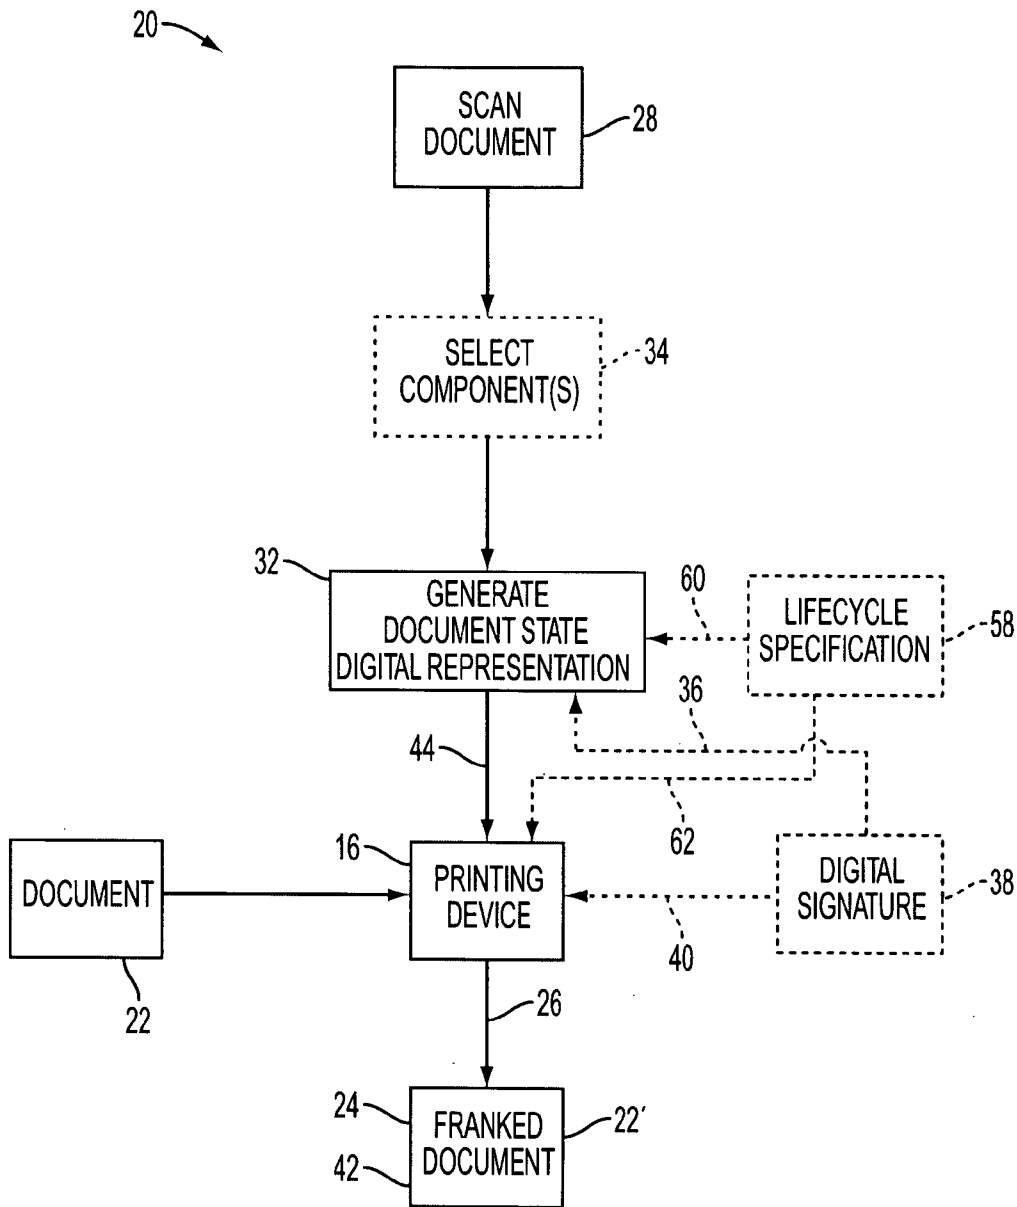 20
SCAN
DOCUMENT
28
SELECT
COMPONENT(S)
34
32
GENERATE
DOCUMENT STATE
DIGITAL REPRESENTATION
60
LIFECYCLE
SPECIFICATION
58
36
44
62
16
PRINTING
DEVICE
DOCUMENT
22
DIGITAL
SIGNATURE
38
40
26
24
FRANKED
DOCUMENT
22'
42